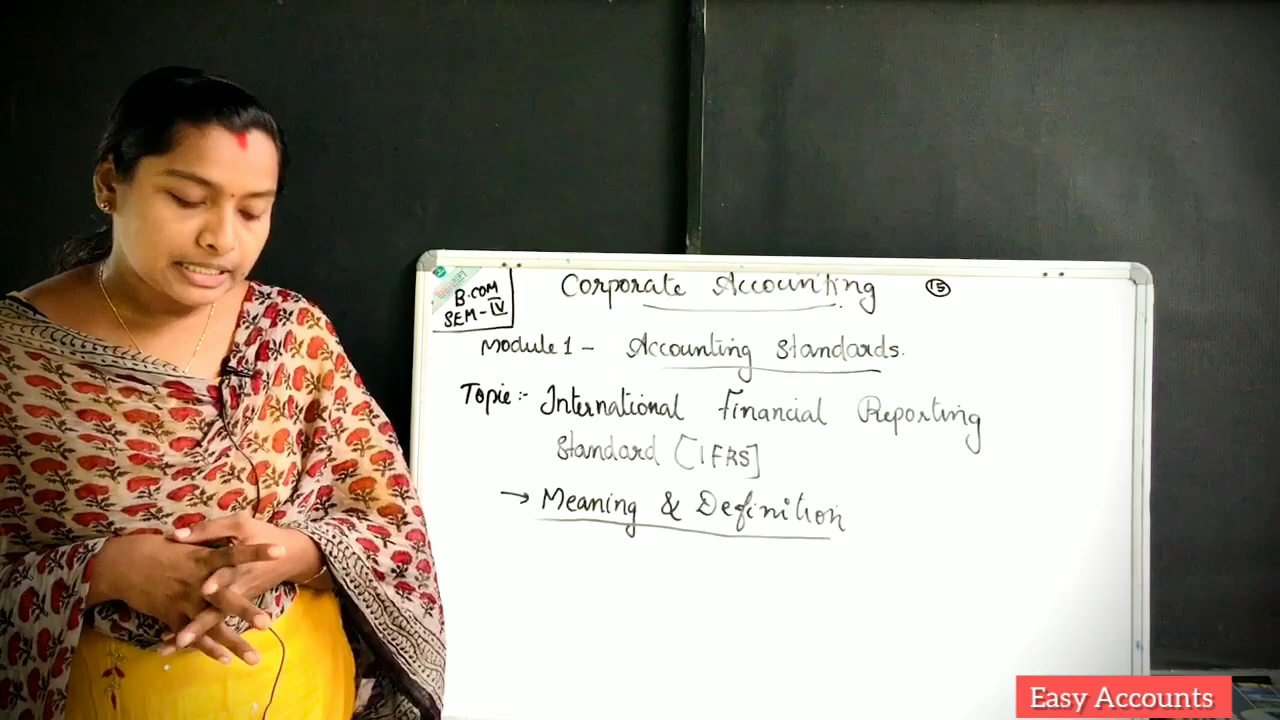 B.COM
SEM-IV
Corporate Accounting
15
Module 1 - Accounting Standards.
Topic:- International Financial Reporting
Standard [IFRS]
→ Meaning & Definition
Easy Accounts